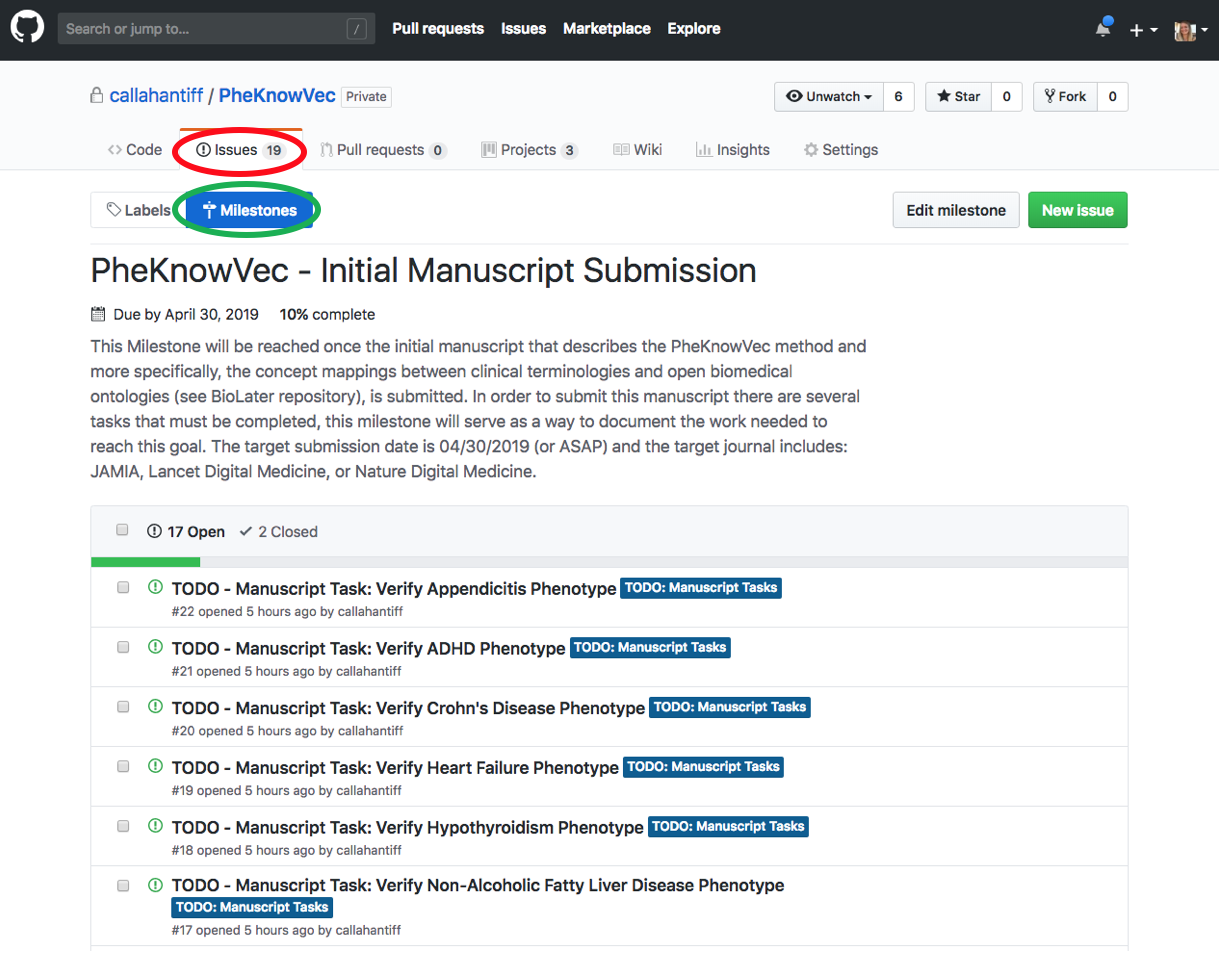 Search or jump to... /
Pull requests Issues Marketplace Explore
callahantiff / PheKnowVec Private
Unwatch 6 Star 0 Fork 0
Code Issues 19 Pull requests 0 Projects 3 Wiki Insights Settings
Labels Milestones Edit milestone New issue
PheKnowVec - Initial Manuscript Submission
Due by April 30, 2019 10% complete
This Milestone will be reached once the initial manuscript that describes the PheKnowVec method and
more specifically, the concept mappings between clinical terminologies and open biomedical
ontologies (see BioLater repository), is submitted. In order to submit this manuscript there are several
tasks that must be completed, this milestone will serve as a way to document the work needed to
reach this goal. The target submission date is 04/30/2019 (or ASAP) and the target journal includes:
JAMIA, Lancet Digital Medicine, or Nature Digital Medicine.
17 Open 2 Closed
TODO - Manuscript Task: Verify Appendicitis Phenotype TODO: Manuscript Tasks
#22 opened 5 hours ago by callahantiff
TODO - Manuscript Task: Verify ADHD Phenotype TODO: Manuscript Tasks
#21 opened 5 hours ago by callahantiff
TODO - Manuscript Task: Verify Crohn's Disease Phenotype TODO: Manuscript Tasks
#20 opened 5 hours ago by callahantiff
TODO - Manuscript Task: Verify Heart Failure Phenotype TODO: Manuscript Tasks
#19 opened 5 hours ago by callahantiff
TODO - Manuscript Task: Verify Hypothyroidism Phenotype TODO: Manuscript Tasks
#18 opened 5 hours ago by callahantiff
TODO - Manuscript Task: Verify Non-Alcoholic Fatty Liver Disease Phenotype
TODO: Manuscript Tasks
#17 opened 5 hours ago by callahantiff